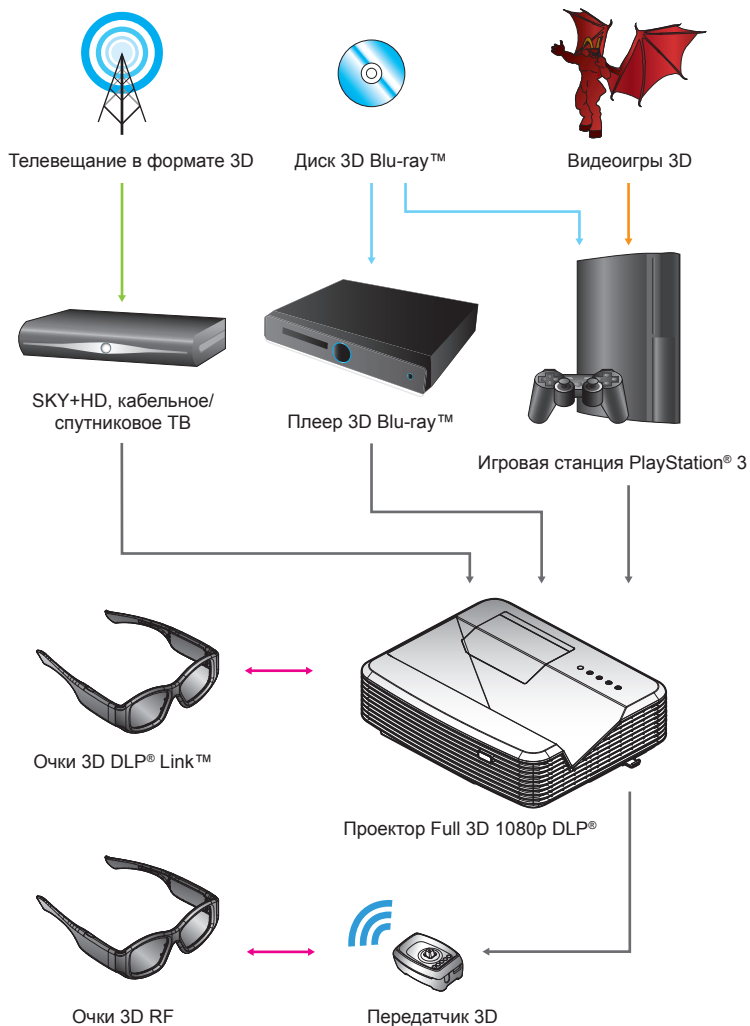 Телевещание в формате 3D
Диск 3D Blu-ray™
Видеоигры 3D
SKY+HD, кабельное/
спутниковое ТВ
Плеер 3D Blu-ray™
Игровая станция PlayStation® 3
Очки 3D DLP® Link™
Проектор Full 3D 1080p DLP®
Очки 3D RF
Передатчик 3D